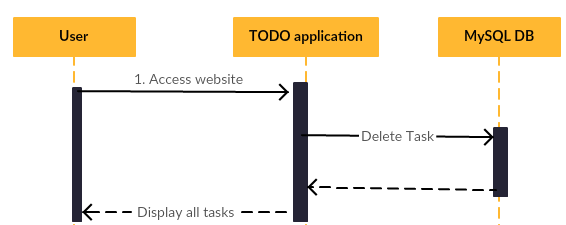 User
TODO application
MySQL DB
1. Access website
Delete Task
Display all tasks